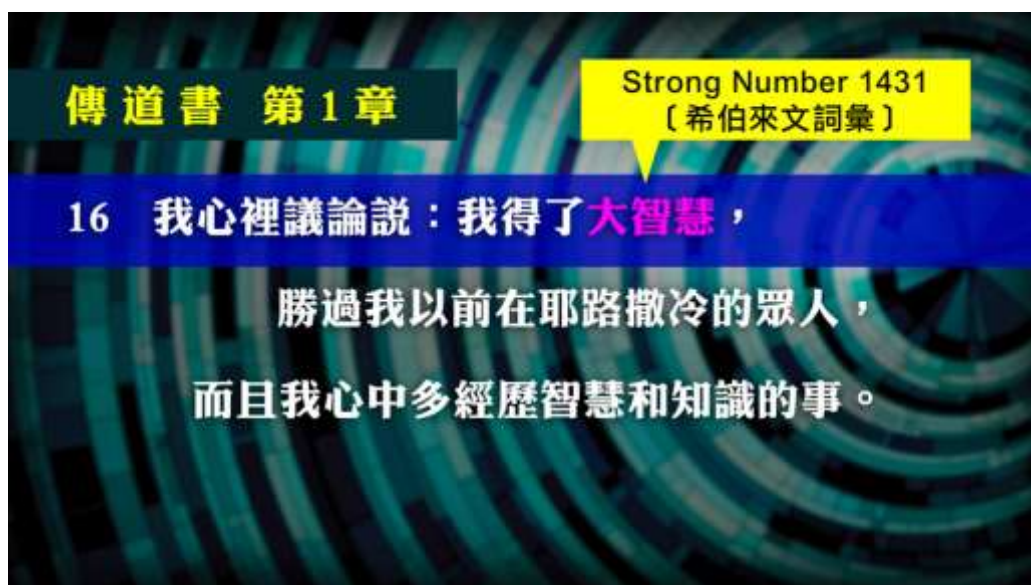 傳道書 第1章
Strong Number 1431
〔希伯來文詞彙〕
16 我心裡議論説：我得了大智慧，
勝過我以前在耶路撒冷的眾人，
而且我心中多經歷智慧和知識的事。